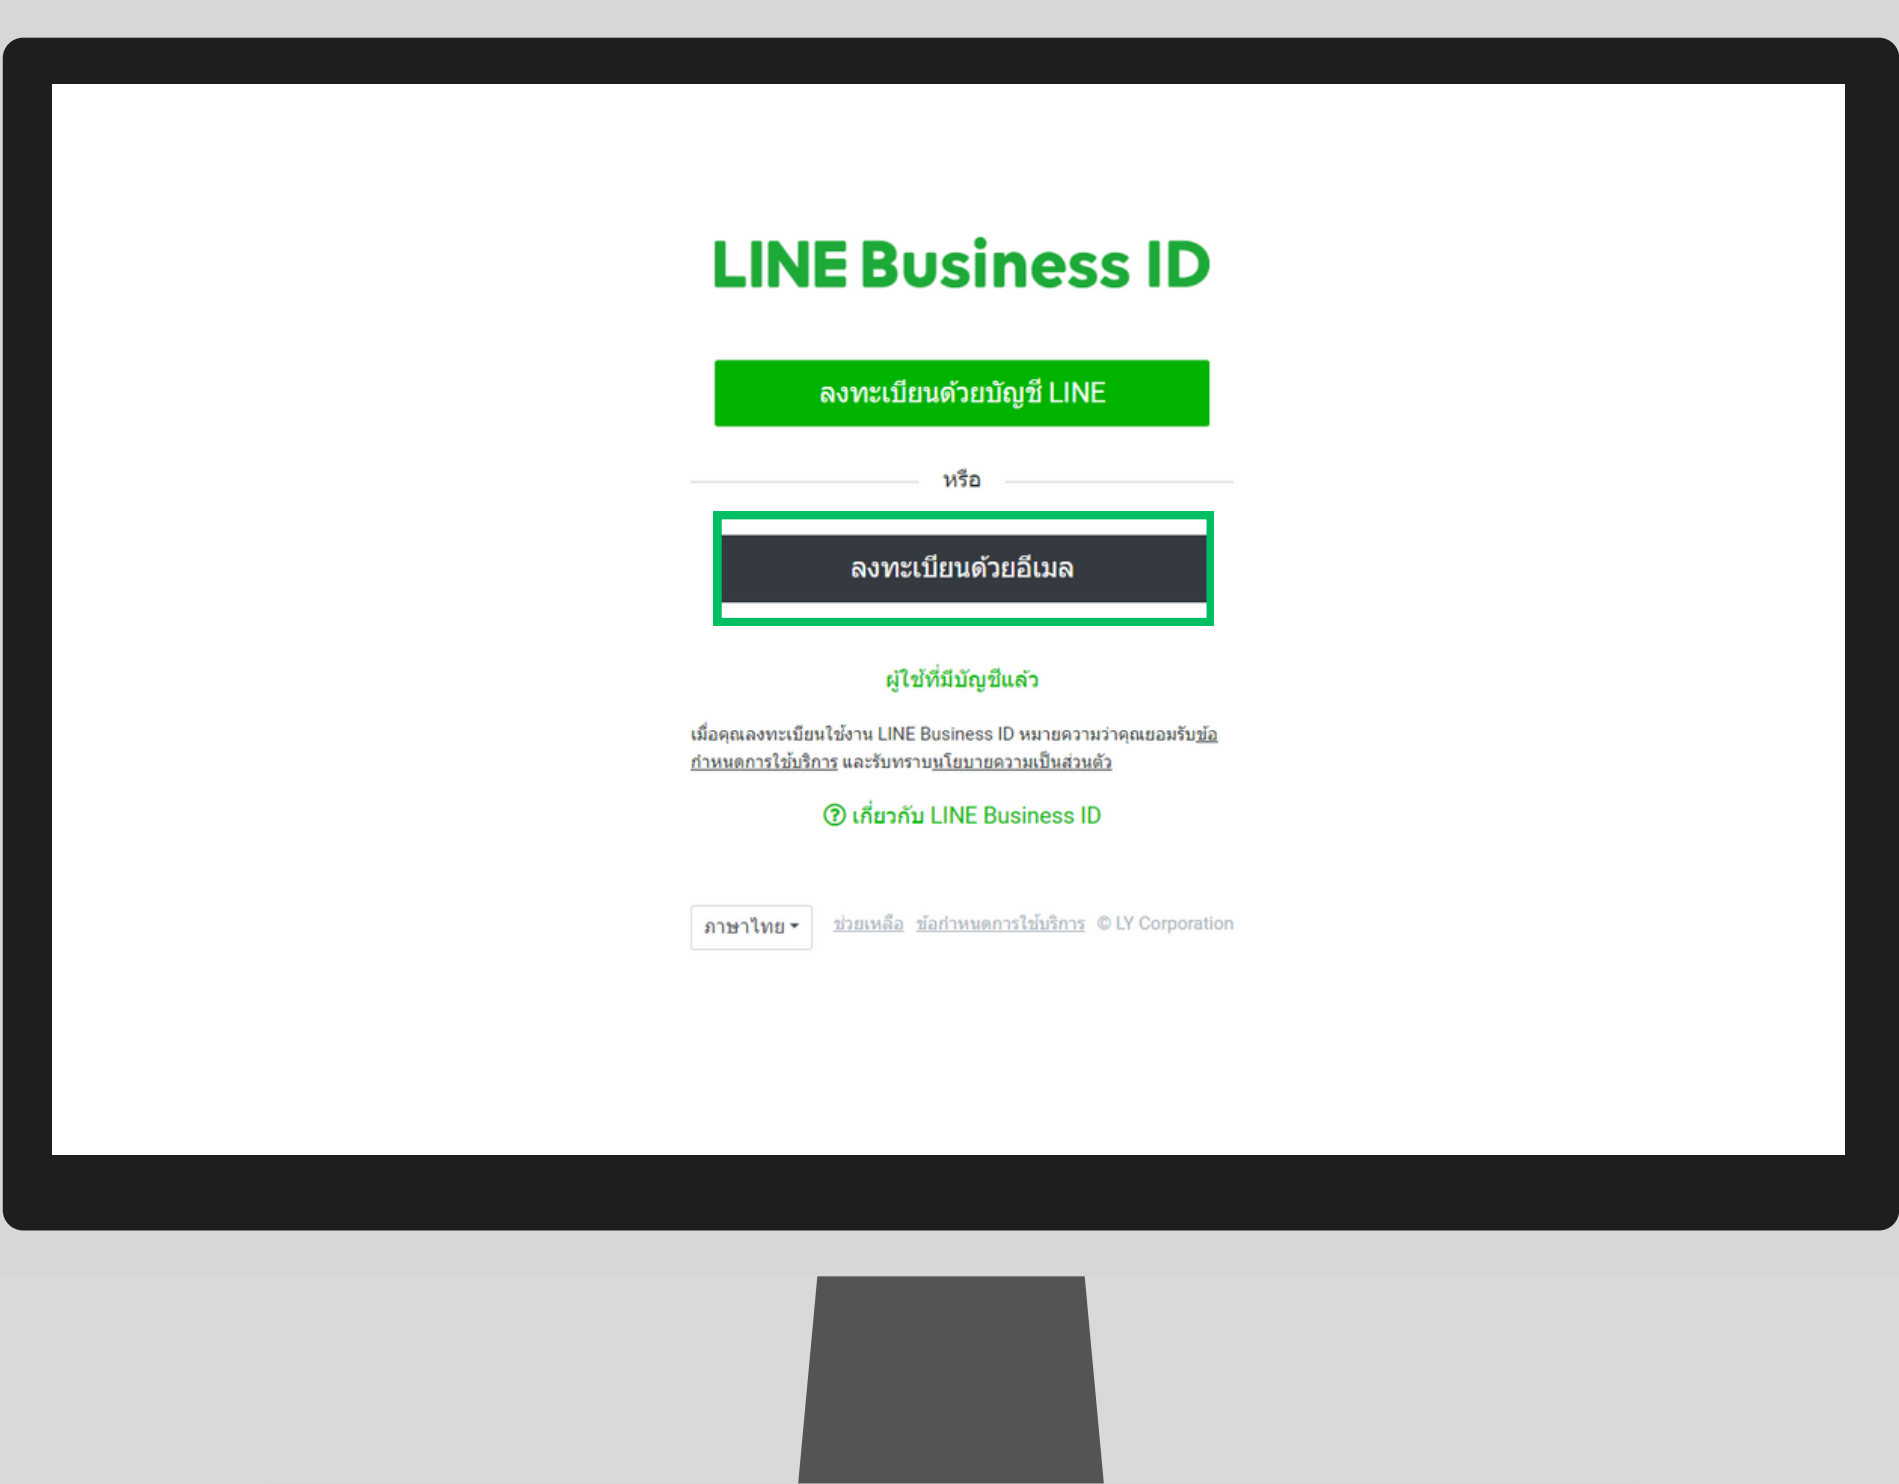 LINE Business ID
ลงทะเบียนด้วยบัญชี LINE
หรือ
ลงทะเบียนด้วยอีเมล
ผู้ใช้ที่มีบัญชีแล้ว
เมื่อคุณลงทะเบียนใช้งาน LINE Business ID หมายความว่าคุณยอมรับข้อ
กำหนดการใช้บริการ และรับทราบนโยบายความเป็นส่วนตัว
? เกี่ยวกับ LINE Business ID
ภาษาไทย ช่วยเหลือ ข้อกำหนดการใช้บริการ © LY Corporation